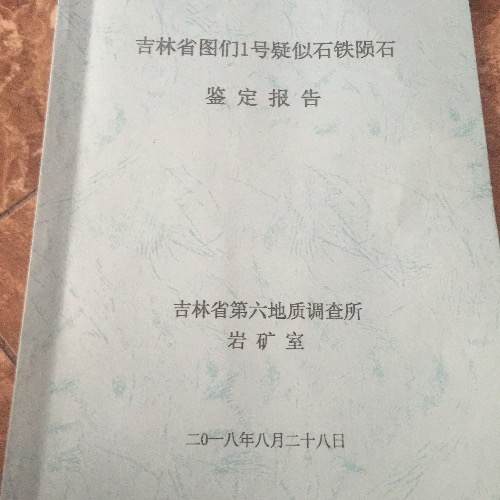 吉林省图们1号疑似石铁陨石
鉴定报告
吉林省第六地质调查所
岩矿室
二〇一八年八月二十八日